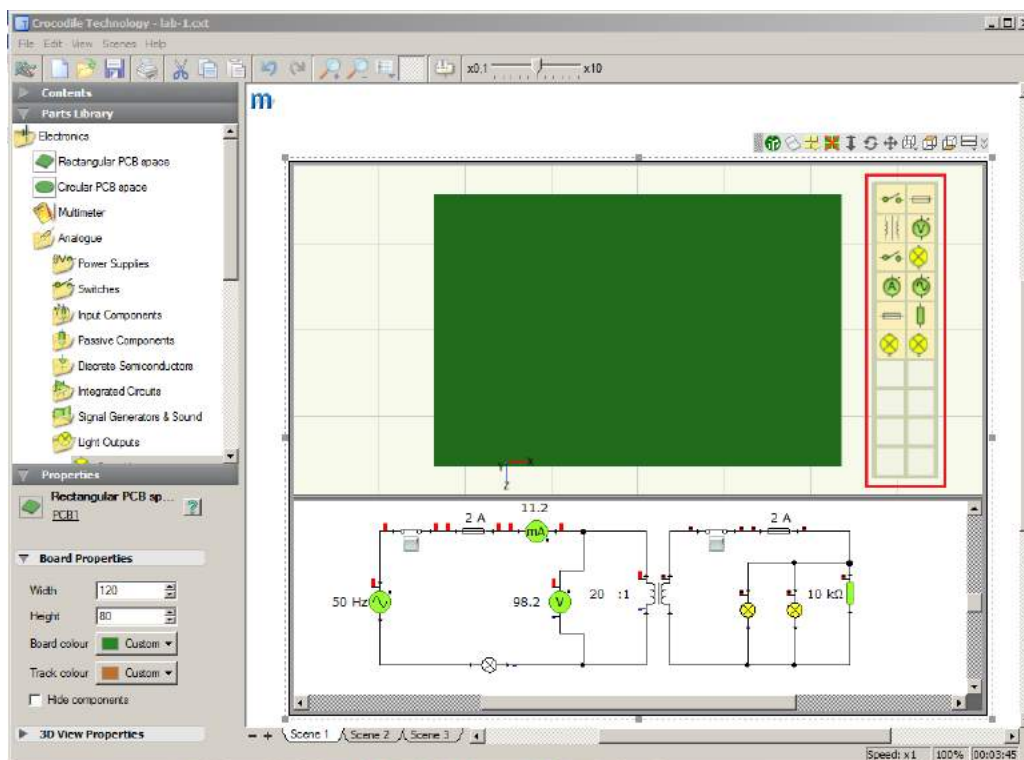 Crocodile Technology - lab-1.cxt
File Edit View Scenes Help
x0.1 x10
Contents
Parts Library
Electronics
Rectangular PCB space
Circular PCB space
Multimeter
Analogue
Power Supplies
Switches
Input Components
Passive Components
Discrete Semiconductors
Integrated Circuits
Signal Generators & Sound
Light Outputs
Properties
Rectangular PCB sp...
PCB1
Board Properties
Width 120
Height 80
Board colour Custom
Track colour Custom
Hide components
3D View Properties
m
V
A
Y X
Z
2 A 11.2 2 A
mA
50 Hz 98.2 V 20 :1 10 kΩ
Scene 1 Scene 2 Scene 3
Speed: x1 100% 00:03:45